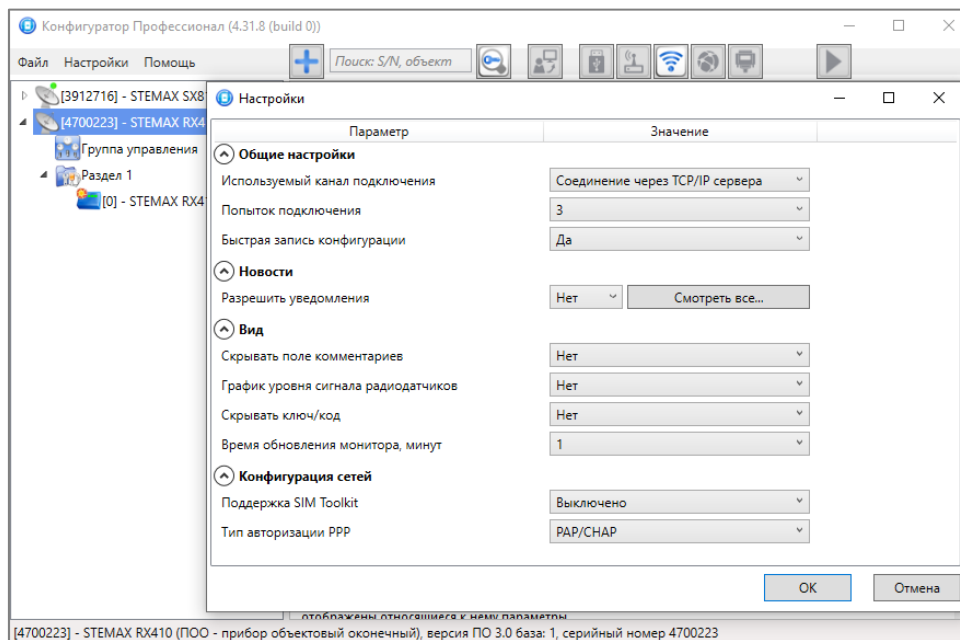 Конфигуратор Профессионал (4.31.8 (build 0))
Файл Настройки Помощь Поиск: S/N, объект
[3912716] - STEMAX SX8
[4700223] - STEMAX RX4
Группа управления
Раздел 1
[0] - STEMAX RX4
Настройки
Параметр Значение
Общие настройки
Используемый канал подключения Соединение через TCP/IP сервера
Попыток подключения 3
Быстрая запись конфигурации Да
Новости
Разрешить уведомления Нет Смотреть все...
Вид
Скрывать поле комментариев Нет
График уровня сигнала радиодатчиков Нет
Скрывать ключ/код Нет
Время обновления монитора, минут 1
Конфигурация сетей
Поддержка SIM Toolkit Выключено
Тип авторизации PPP PAP/CHAP
OK Отмена
отображены относящиеся к нему параметры
[4700223] - STEMAX RX410 (ПОО - прибор объектовый оконечный), версия ПО 3.0 база: 1, серийный номер 4700223